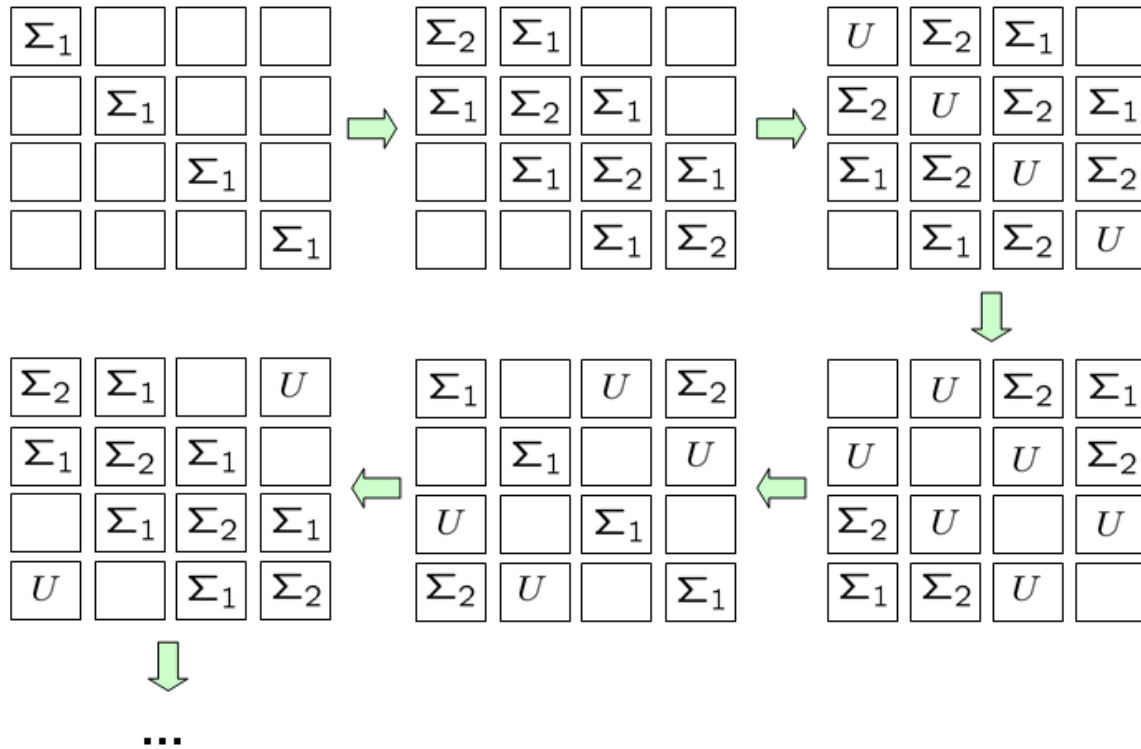 Σ₁ Σ₂ Σ₁ U Σ₂ Σ₁
Σ₁ Σ₁ Σ₂ Σ₁ Σ₂ U Σ₂ Σ₁
Σ₁ Σ₁ Σ₂ Σ₁ Σ₁ Σ₂ U Σ₂
Σ₁ Σ₁ Σ₂ Σ₁ Σ₂ U
Σ₂ Σ₁ U Σ₁ U Σ₂ U Σ₂ Σ₁
Σ₁ Σ₂ Σ₁ Σ₁ U U U Σ₂
Σ₁ Σ₂ Σ₁ U Σ₁ Σ₂ U U
U Σ₁ Σ₂ Σ₂ U Σ₁ Σ₁ Σ₂ U
...